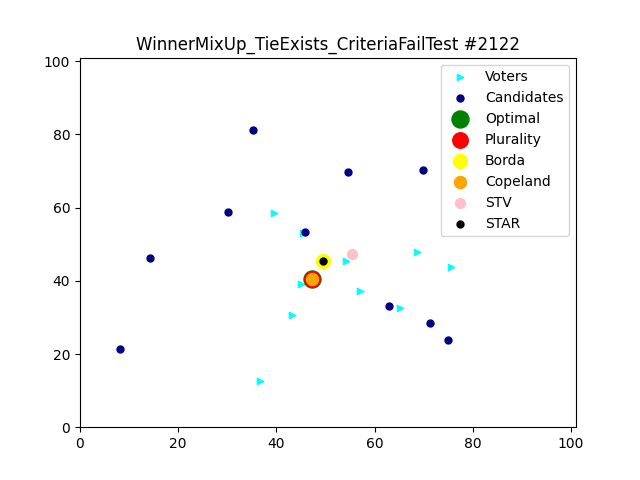 WinnerMixUp_TieExists_CriteriaFailTest #2122
100
80
60
40
20
0
0 20 40 60 80 100
Voters
Candidates
Optimal
Plurality
Borda
Copeland
STV
STAR